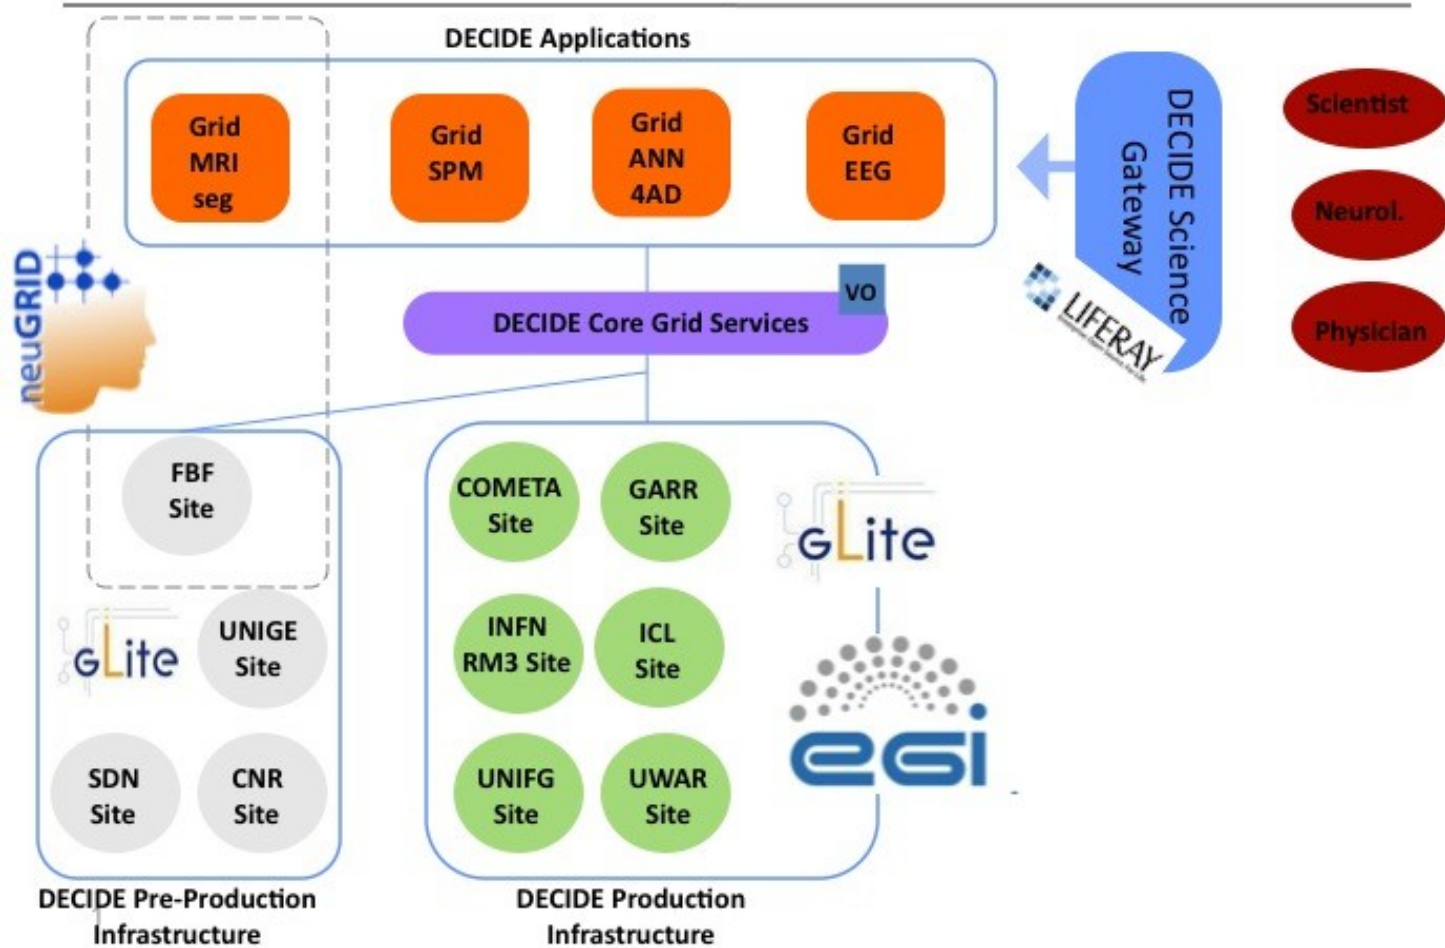 DECIDE Applications
Grid
MRI
seg
Grid
SPM
Grid
ANN
4AD
Grid
EEG
DECIDE Science
Gateway
LIFERAY
Scientist
Neurol.
Physician
neuGRID
VO
DECIDE Core Grid Services
FBF
Site
gLite
UNIGE
Site
SDN
Site
CNR
Site
DECIDE Pre-Production
Infrastructure
COMETA
Site
GARR
Site
INFN
RM3 Site
ICL
Site
UNIFG
Site
UWAR
Site
gLite
eGi
DECIDE Production
Infrastructure